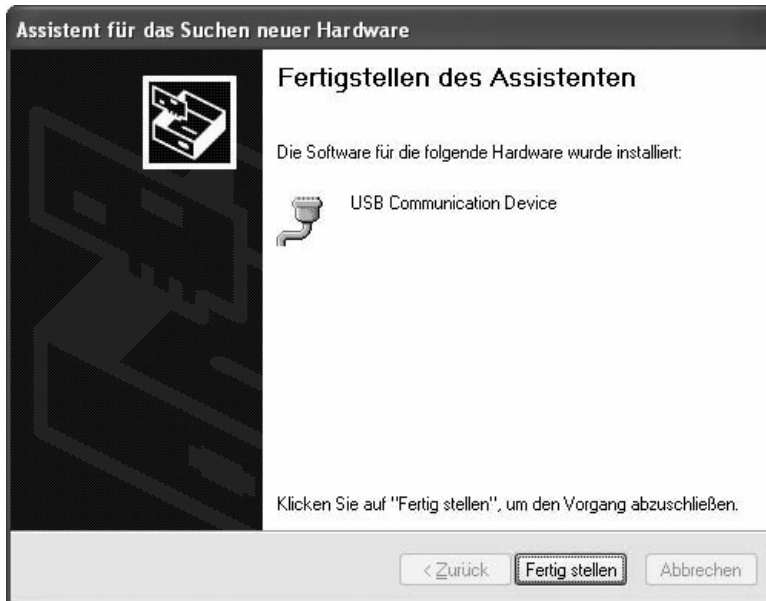 Assistent für das Suchen neuer Hardware
Fertigstellen des Assistenten
Die Software für die folgende Hardware wurde installiert:
USB Communication Device
Klicken Sie auf "Fertig stellen", um den Vorgang abzuschließen.
< Zurück
Fertig stellen
Abbrechen